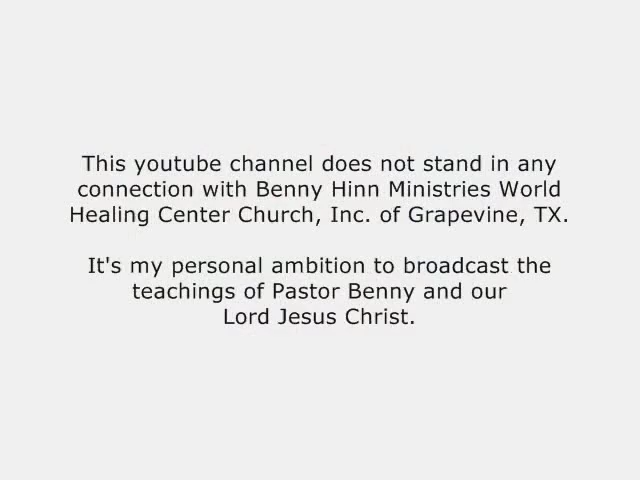 This youtube channel does not stand in any
connection with Benny Hinn Ministries World
Healing Center Church, Inc. of Grapevine, TX.
It's my personal ambition to broadcast the
teachings of Pastor Benny and our
Lord Jesus Christ.